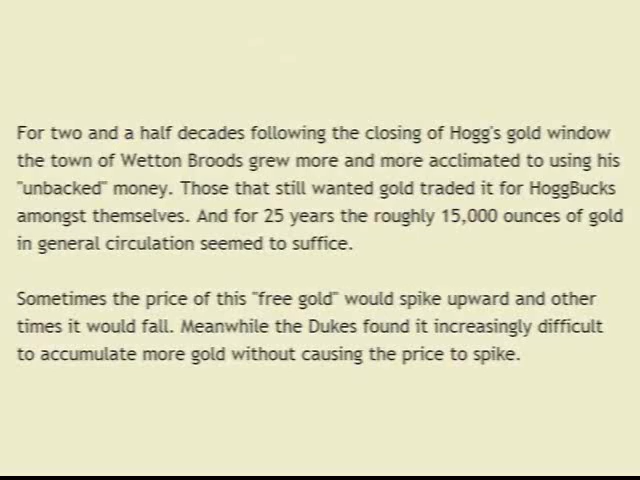 For two and a half decades following the closing of Hogg's gold window
the town of Wetton Broods grew more and more acclimated to using his
"unbacked" money. Those that still wanted gold traded it for HoggBucks
amongst themselves. And for 25 years the roughly 15,000 ounces of gold
in general circulation seemed to suffice.
Sometimes the price of this "free gold" would spike upward and other
times it would fall. Meanwhile the Dukes found it increasingly difficult
to accumulate more gold without causing the price to spike.